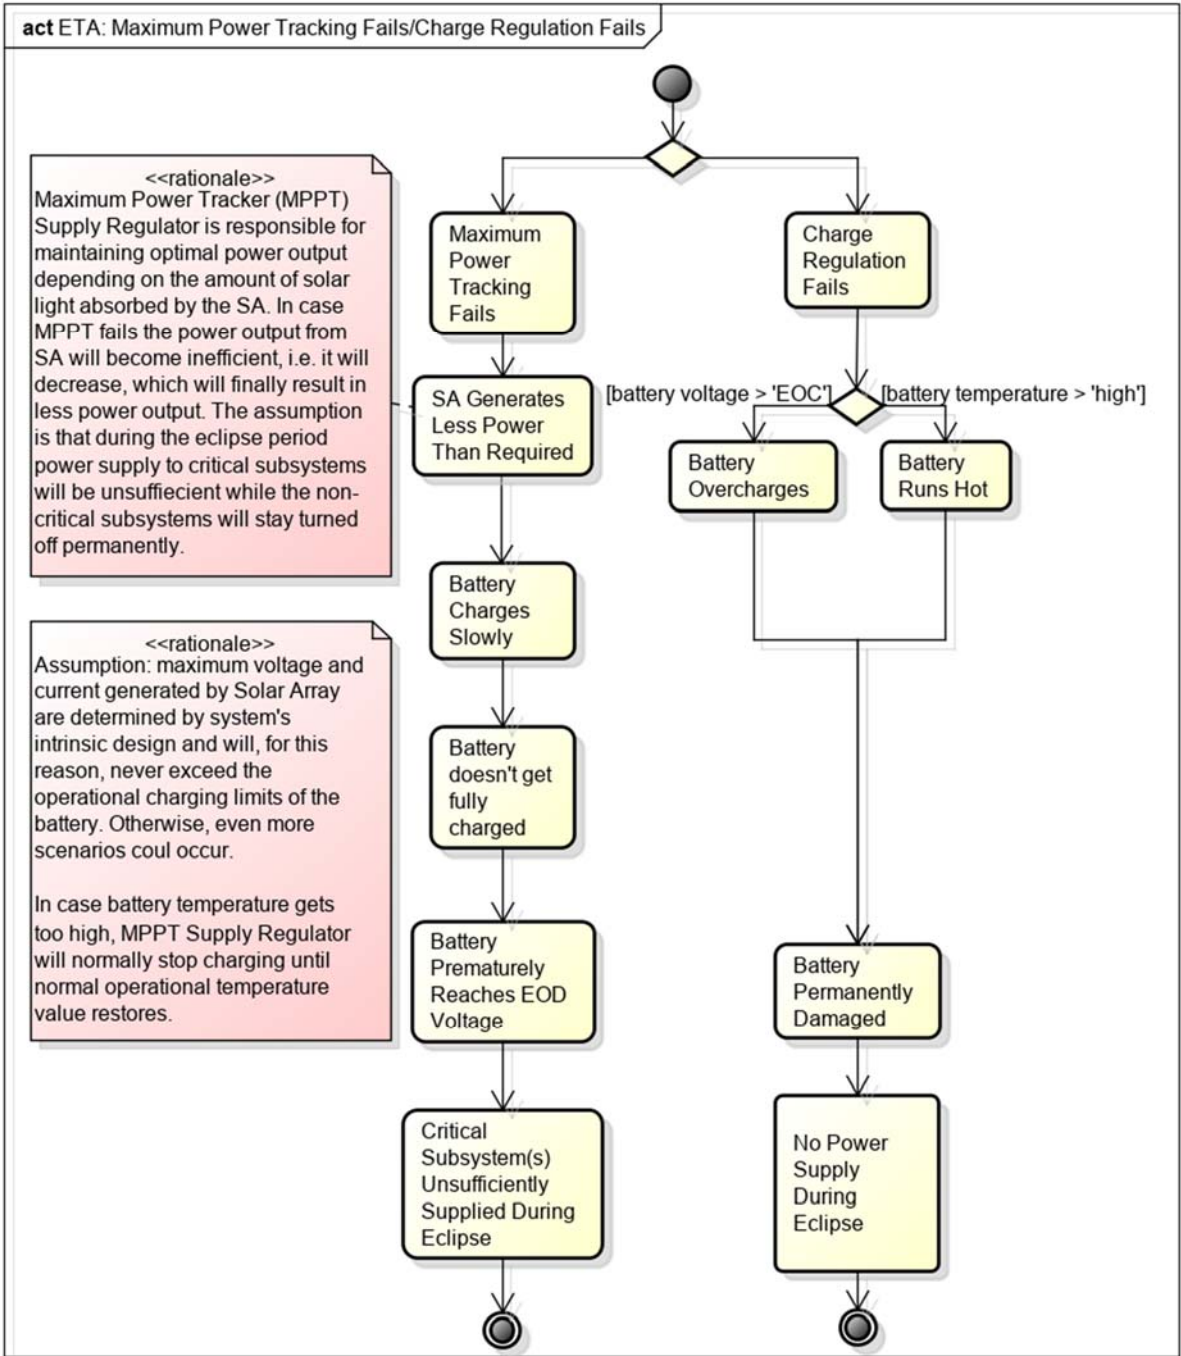 act ETA: Maximum Power Tracking Fails/Charge Regulation Fails
<<rationale>>
Maximum Power Tracker (MPPT)
Supply Regulator is responsible for
maintaining optimal power output
depending on the amount of solar
light absorbed by the SA. In case
MPPT fails the power output from
SA will become inefficient, i.e. it will
decrease, which will finally result in
less power output. The assumption
is that during the eclipse period
power supply to critical subsystems
will be unsuffiecient while the non-
critical subsystems will stay turned
off permanently.
<<rationale>>
Assumption: maximum voltage and
current generated by Solar Array
are determined by system's
intrinsic design and will, for this
reason, never exceed the
operational charging limits of the
battery. Otherwise, even more
scenarios coul occur.
In case battery temperature gets
too high, MPPT Supply Regulator
will normally stop charging until
normal operational temperature
value restores.
Maximum
Power
Tracking
Fails
SA Generates
Less Power
Than Required
Battery
Charges
Slowly
Battery
doesn't get
fully
charged
Battery
Prematurely
Reaches EOD
Voltage
Critical
Subsystem(s)
Unsufficiently
Supplied During
Eclipse
Charge
Regulation
Fails
[battery voltage > 'EOC']
[battery temperature > 'high']
Battery
Overcharges
Battery
Runs Hot
Battery
Permanently
Damaged
No Power
Supply
During
Eclipse